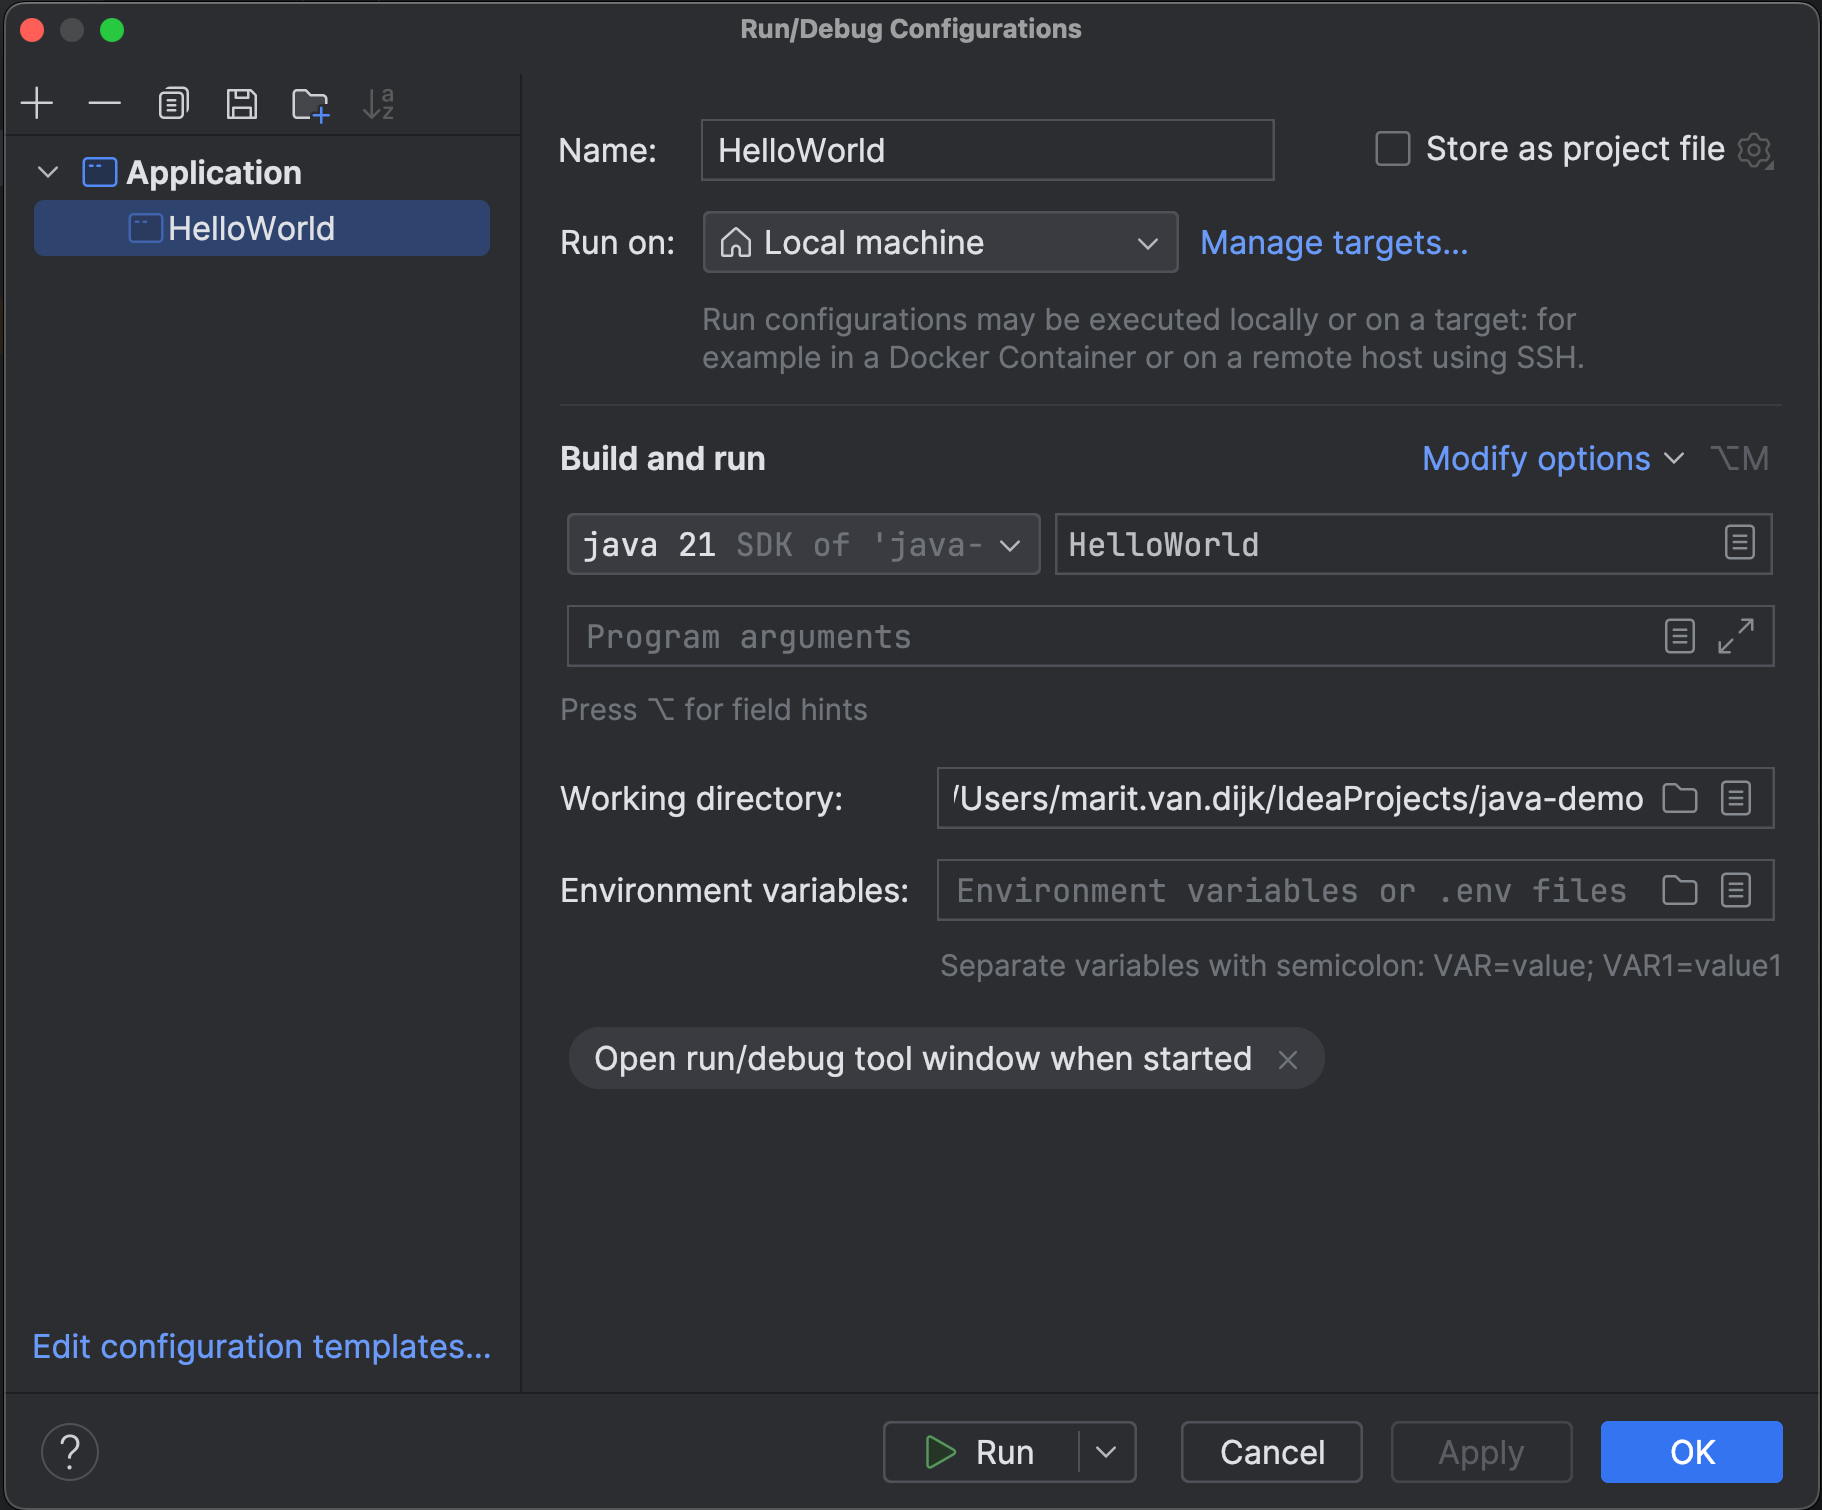 Run/Debug Configurations
Application
HelloWorld
Edit configuration templates...
Name: HelloWorld Store as project file
Run on: Local machine Manage targets...
Run configurations may be executed locally or on a target: for
example in a Docker Container or on a remote host using SSH.
Build and run Modify options ⌥M
java 21 SDK of 'java- HelloWorld
Program arguments
Press ⌥ for field hints
Working directory: /Users/marit.van.dijk/IdeaProjects/java-demo
Environment variables: Environment variables or .env files
Separate variables with semicolon: VAR=value; VAR1=value1
Open run/debug tool window when started
? Run Cancel Apply OK